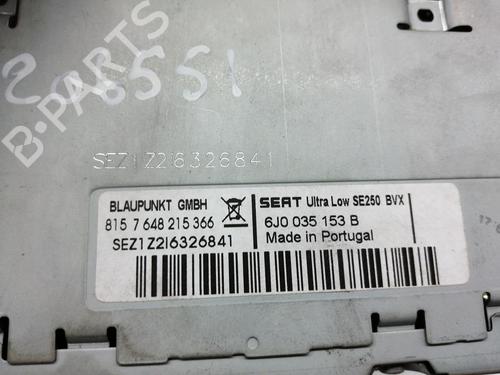 B-PARTS
SEZ1Z2I6326841
BLAUPUNKT GMBH
815 7 648 215 366
SEZ1Z2I6326841
SEAT Ultra Low SE250 BVX
6J0 035 153 B
Made in Portugal